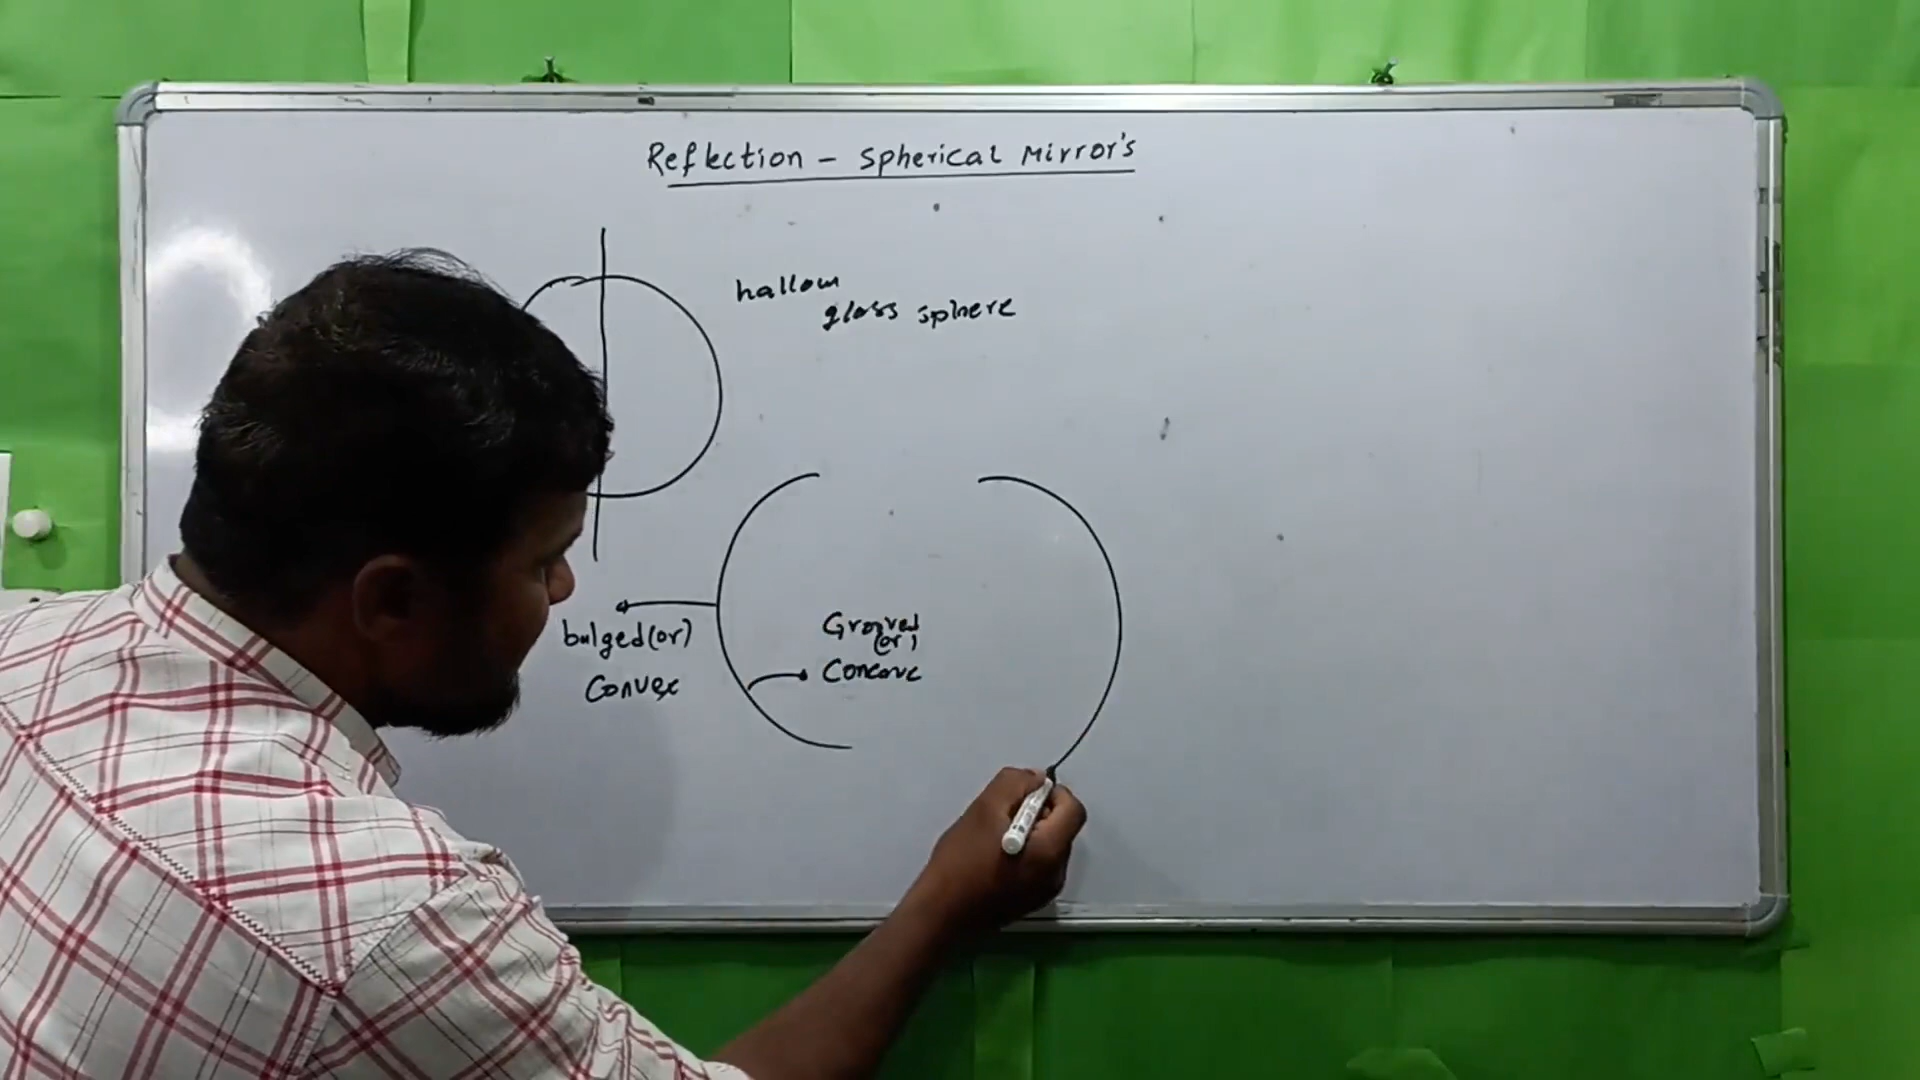 Reflection - Spherical Mirror's
hallow
glass sphere
bulged (or)
Convex
Grooved
(or)
Concave